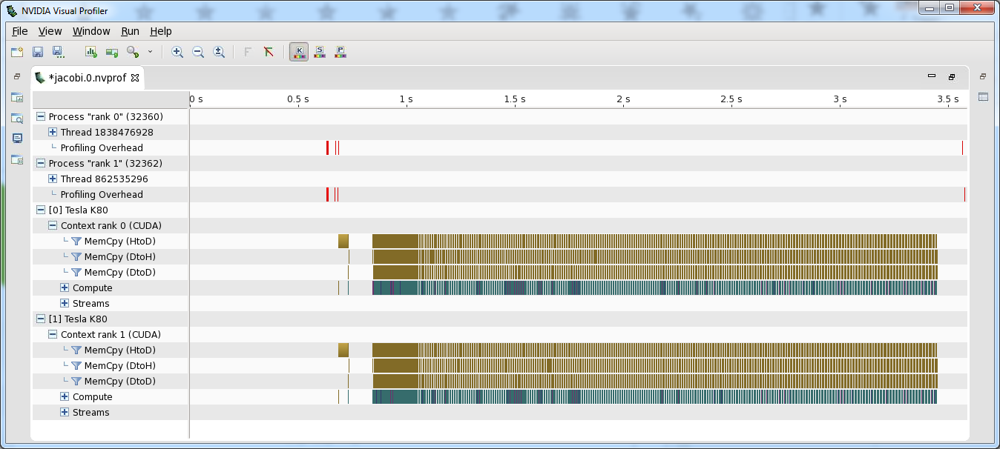 NVIDIA Visual Profiler
File View Window Run Help
*jacobi.0.nvprof
0 s 0.5 s 1 s 1.5 s 2 s 2.5 s 3 s 3.5 s
Process "rank 0" (32360)
Thread 1838476928
Profiling Overhead
Process "rank 1" (32362)
Thread 862535296
Profiling Overhead
[0] Tesla K80
Context rank 0 (CUDA)
MemCpy (HtoD)
MemCpy (DtoH)
MemCpy (DtoD)
Compute
Streams
[1] Tesla K80
Context rank 1 (CUDA)
MemCpy (HtoD)
MemCpy (DtoH)
MemCpy (DtoD)
Compute
Streams